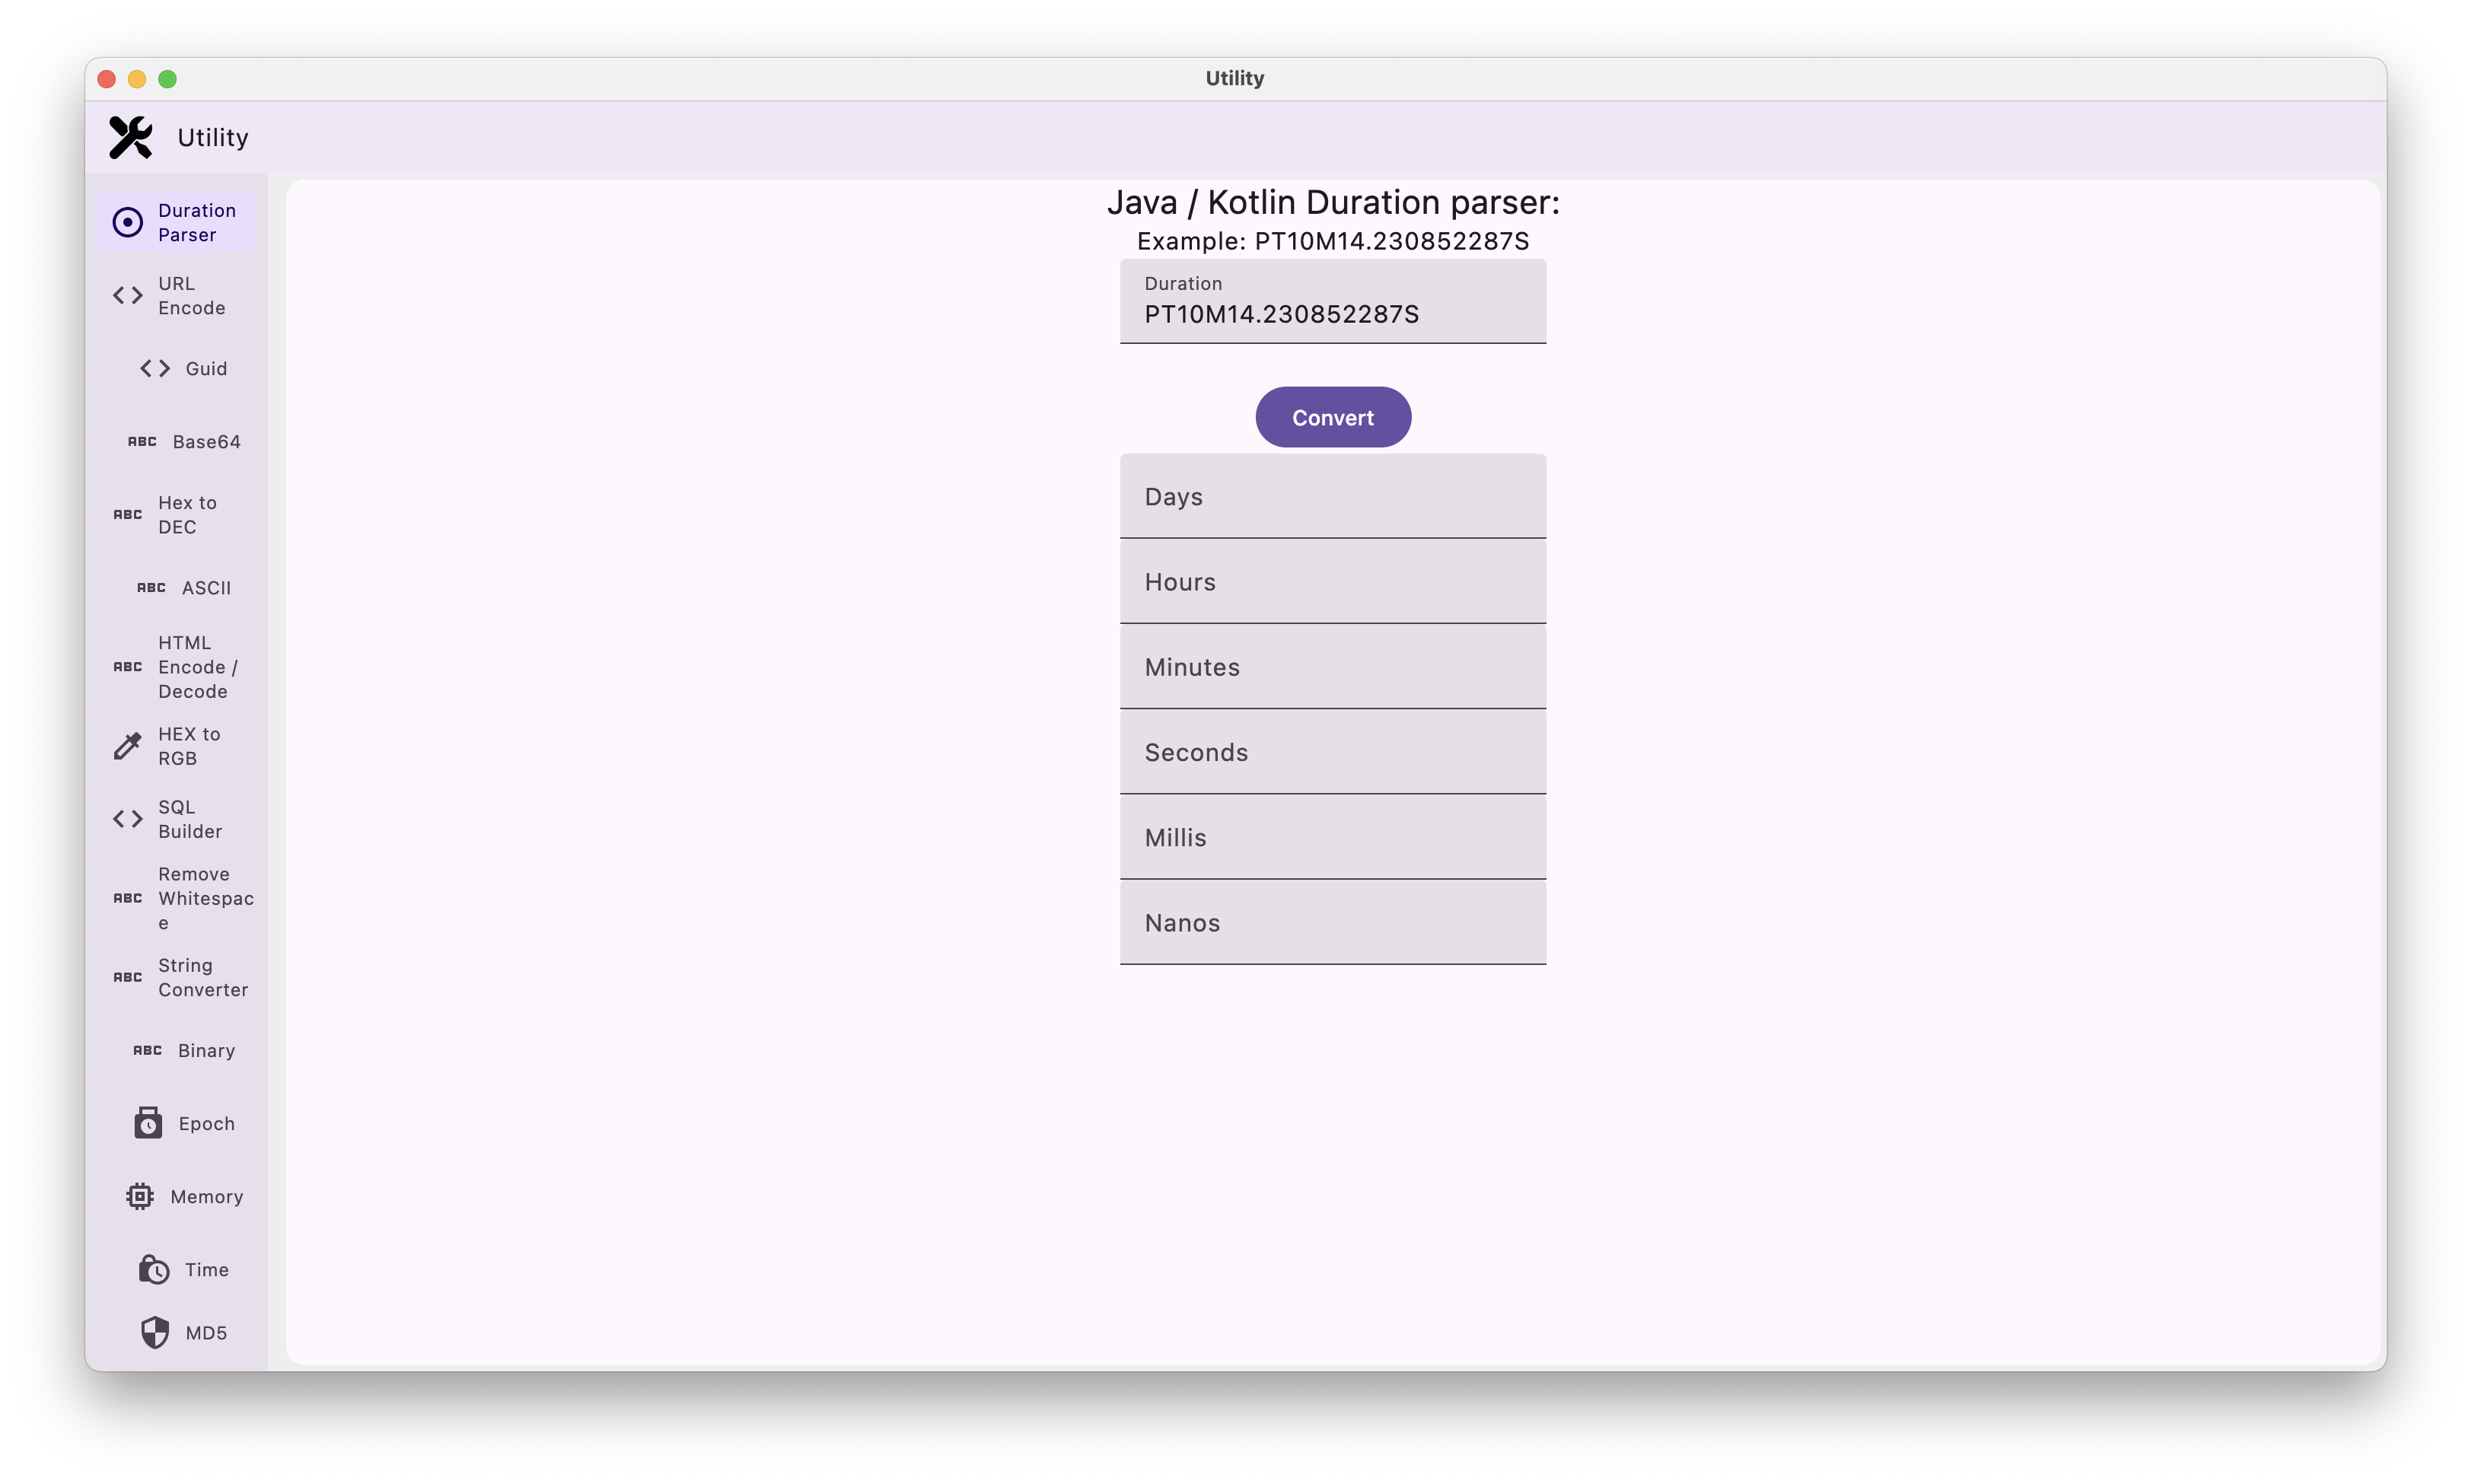 Utility
Utility
Duration
Parser
URL
Encode
Guid
ABC Base64
ABC Hex to
DEC
ABC ASCII
HTML
ABC Encode /
Decode
HEX to
RGB
SQL
Builder
Remove
ABC Whitespac
e
ABC String
Converter
ABC Binary
Epoch
Memory
Time
MD5
Java / Kotlin Duration parser:
Example: PT10M14.230852287S
Duration
PT10M14.230852287S
Convert
Days
Hours
Minutes
Seconds
Millis
Nanos